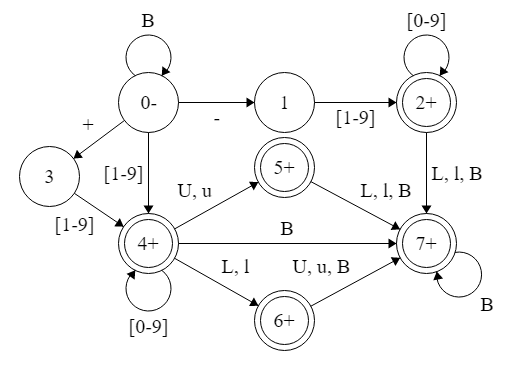 B
[0-9]
0-
1
2+
+
-
[1-9]
3
[1-9]
U, u
5+
L, l, B
L, l, B
[1-9]
4+
B
7+
L, l
U, u, B
[0-9]
6+
B